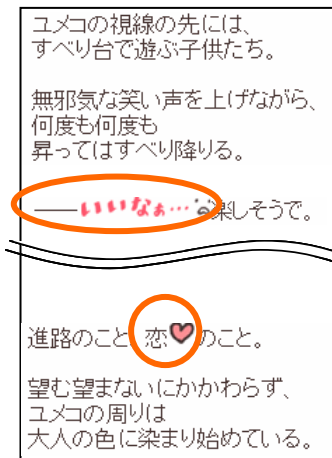 ユメコの視線の先には、
すべり台で遊ぶ子供たち。
無邪気な笑い声を上げながら、
何度も何度も
昇ってはすべり降りる。
――いいなぁ…楽しそうで。
進路のこと、恋のこと。
望む望まないにかかわらず、
ユメコの周りは
大人の色に染まり始めている。